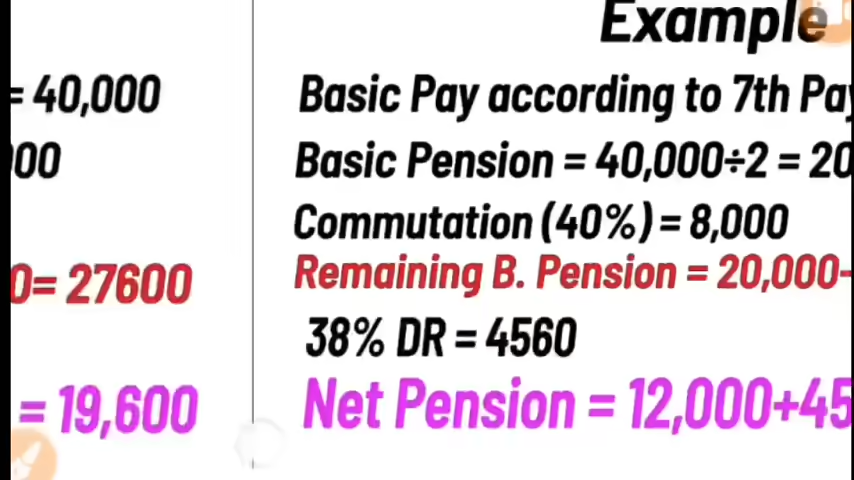 = 40,000
00
0= 27600
= 19,600
Example
Basic Pay according to 7th Pa
Basic Pension = 40,000÷2 = 20
Commutation (40%) = 8,000
Remaining B. Pension = 20,000-
38% DR = 4560
Net Pension = 12,000+45